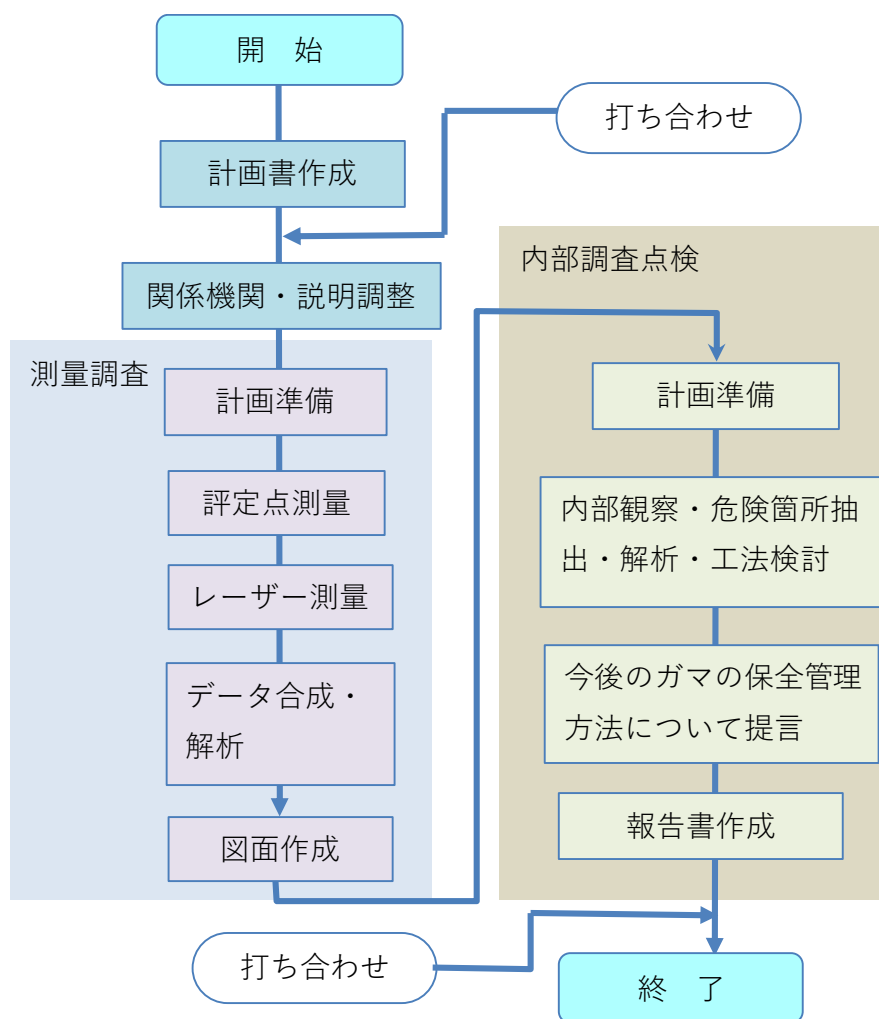 開　始
打ち合わせ
計画書作成
関係機関・説明調整
測量調査
計画準備
評定点測量
レーザー測量
データ合成・
解析
図面作成
内部調査点検
計画準備
内部観察・危険箇所抽
出・解析・工法検討
今後のガマの保全管理
方法について提言
報告書作成
打ち合わせ
終　了